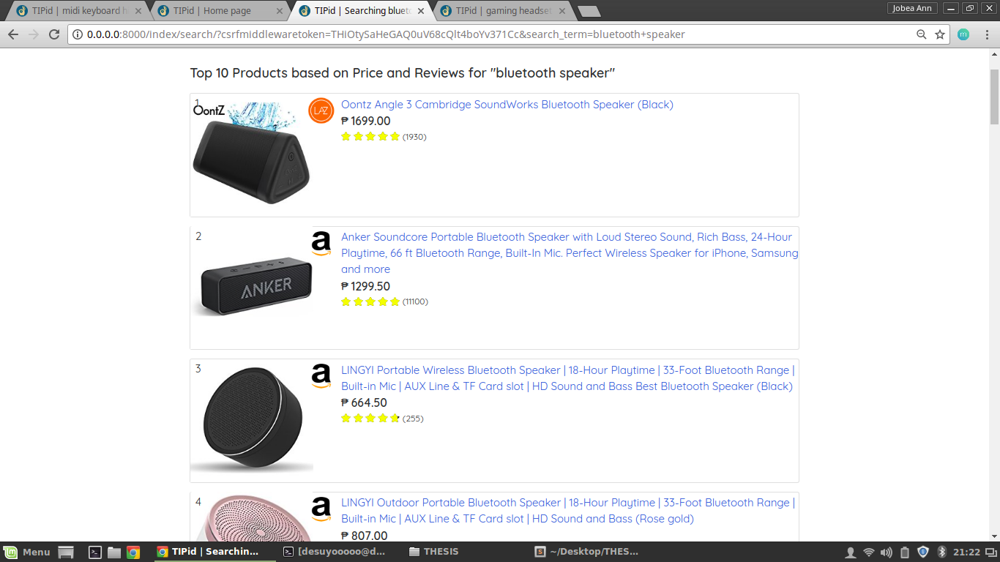 TIPid | midi keyboard h
TIPid | Home page
TIPid | Searching blueto
TIPid | gaming headset
Jobea Ann
0.0.0.0:8000/index/search/?csrfmiddlewaretoken=THiOtySaHeGAQ0uV68cQlt4boYv371Cc&search_term=bluetooth+speaker
m
Top 10 Products based on Price and Reviews for "bluetooth speaker"
1
OontZ
LAZ
Oontz Angle 3 Cambridge SoundWorks Bluetooth Speaker (Black)
₱ 1699.00
(1930)
2
ANKER
a
Anker Soundcore Portable Bluetooth Speaker with Loud Stereo Sound, Rich Bass, 24-Hour
Playtime, 66 ft Bluetooth Range, Built-In Mic. Perfect Wireless Speaker for iPhone, Samsung
and more
₱ 1299.50
(11100)
3
a
LINGYI Portable Wireless Bluetooth Speaker | 18-Hour Playtime | 33-Foot Bluetooth Range |
Built-in Mic | AUX Line & TF Card slot | HD Sound and Bass Best Bluetooth Speaker (Black)
₱ 664.50
(255)
4
a
LINGYI Outdoor Portable Bluetooth Speaker | 18-Hour Playtime | 33-Foot Bluetooth Range |
Built-in Mic | AUX Line & TF Card slot | HD Sound and Bass (Rose gold)
₱ 807.00
Menu
TIPid | Searchin...
[desuyooooo@d...
THESIS
~/Desktop/THES...
21:22